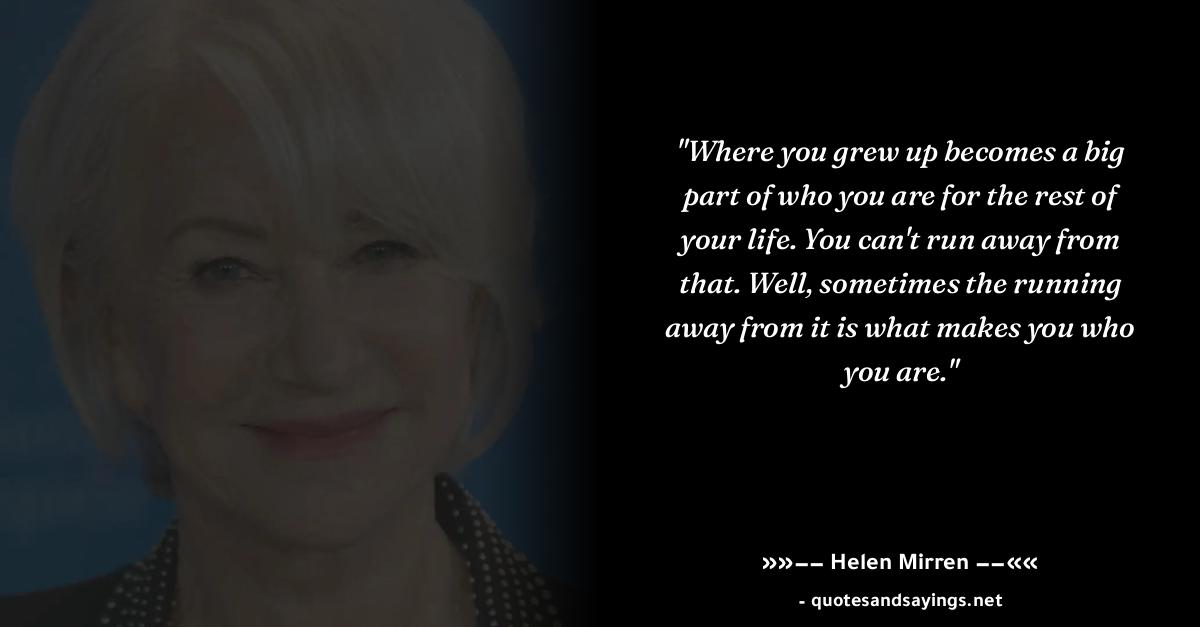 "Where you grew up becomes a big
part of who you are for the rest of
your life. You can't run away from
that. Well, sometimes the running
away from it is what makes you who
you are."
»»–– Helen Mirren ––««
- quotesandsayings.net